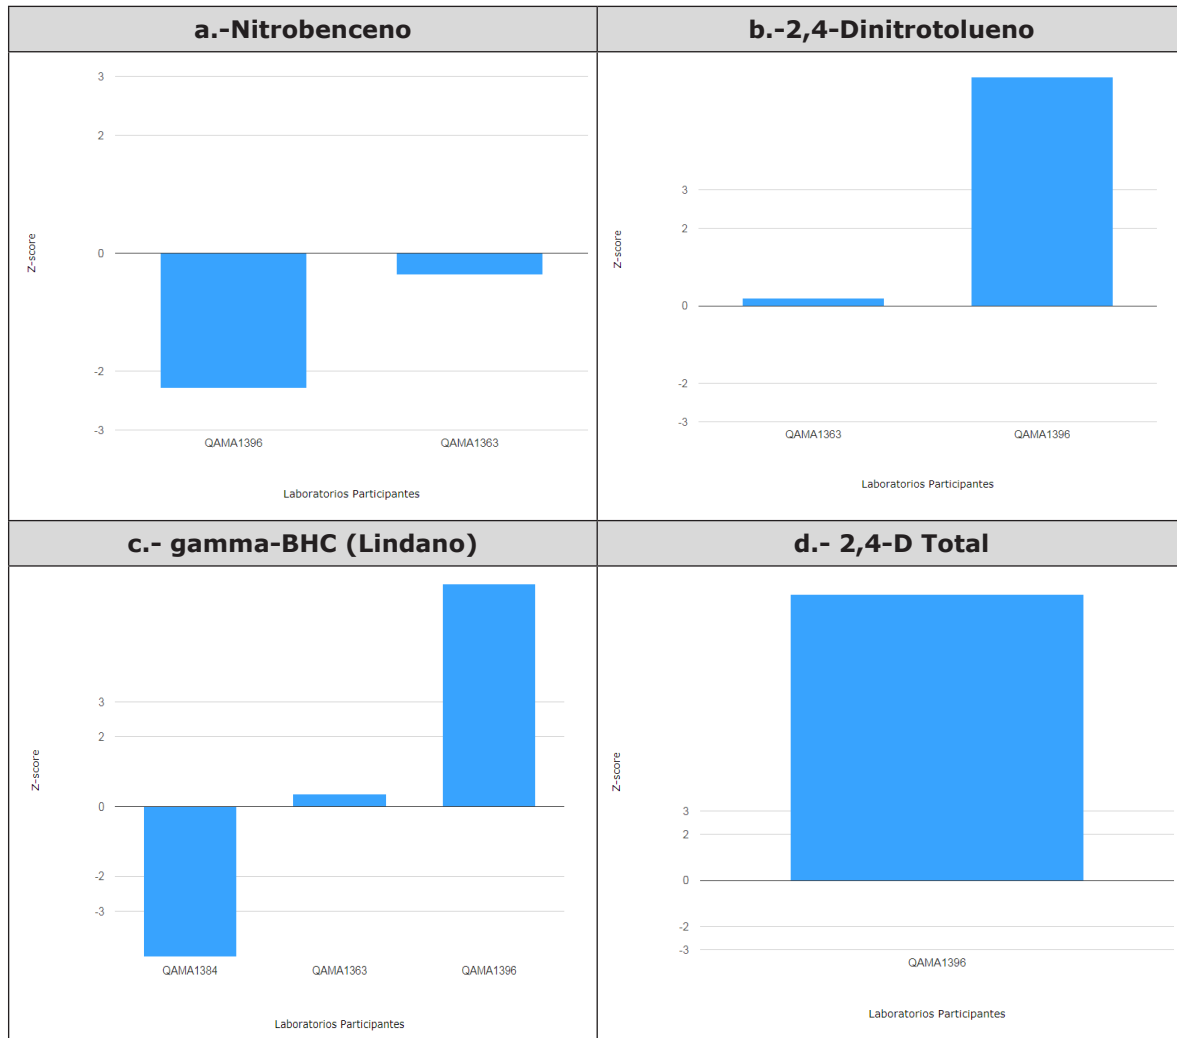 a.-Nitrobenceno
3
2
0
-2
-3
Z-score
QAMA1396
QAMA1363
Laboratorios Participantes
b.-2,4-Dinitrotolueno
3
2
0
-2
-3
Z-score
QAMA1363
QAMA1396
Laboratorios Participantes
c.- gamma-BHC (Lindano)
3
2
0
-2
-3
Z-score
QAMA1384
QAMA1363
QAMA1396
Laboratorios Participantes
d.- 2,4-D Total
3
2
0
-2
-3
Z-score
QAMA1396
Laboratorios Participantes